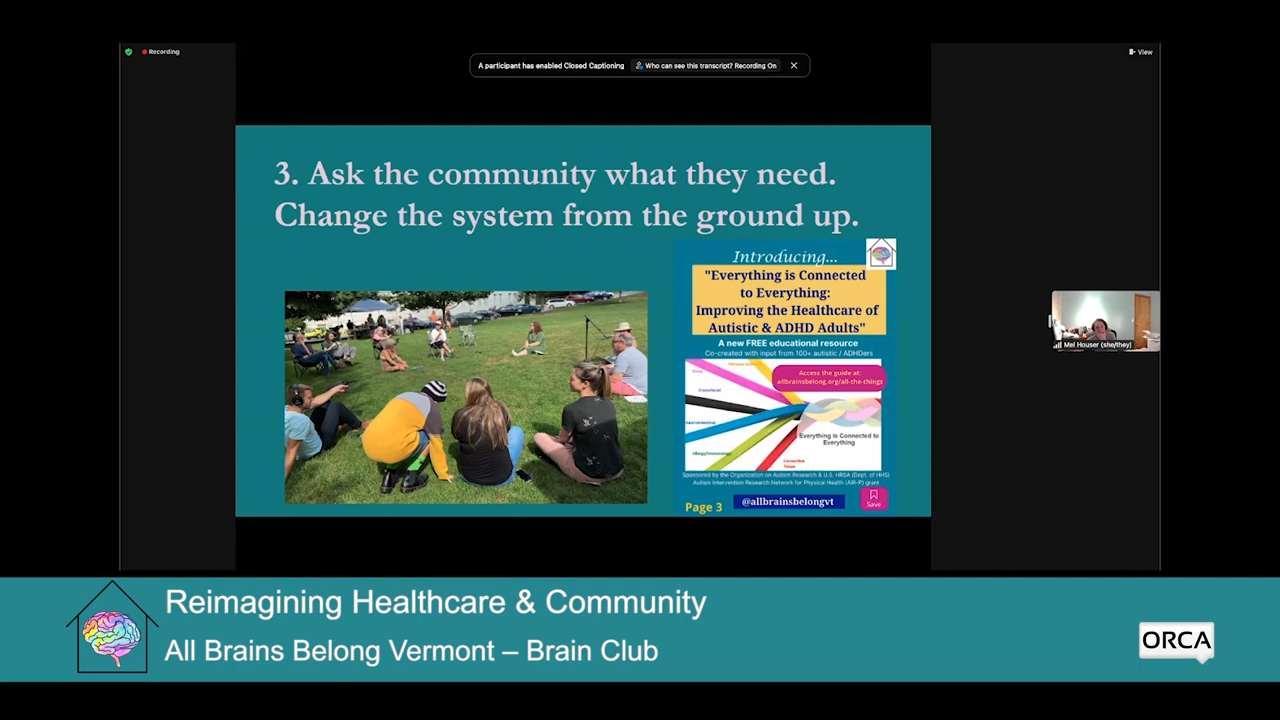 Recording
A participant has enabled Closed Captioning
Who can see this transcript? Recording On
View
3. Ask the community what they need.
Change the system from the ground up.
Introducing...
"Everything is Connected
to Everything:
Improving the Healthcare of
Autistic & ADHD Adults"
A new FREE educational resource
Co-created with input from 100+ autistic / ADHDers
Access the guide at:
allbrainsbelong.org/all-the-things
Gastrointestinal
Allergy/Immunology
Connective
Tissue
Everything is Connected to
Everything
Sponsored by the Organization on Autism Research & U.S. HRSA (Dept. of HHS)
Autism Intervention Research Network for Physical Health (AIR-P) grant
Page 3
@allbrainsbelongvt
Save
Mel Houser (she/they)
Reimagining Healthcare & Community
All Brains Belong Vermont – Brain Club
ORCA